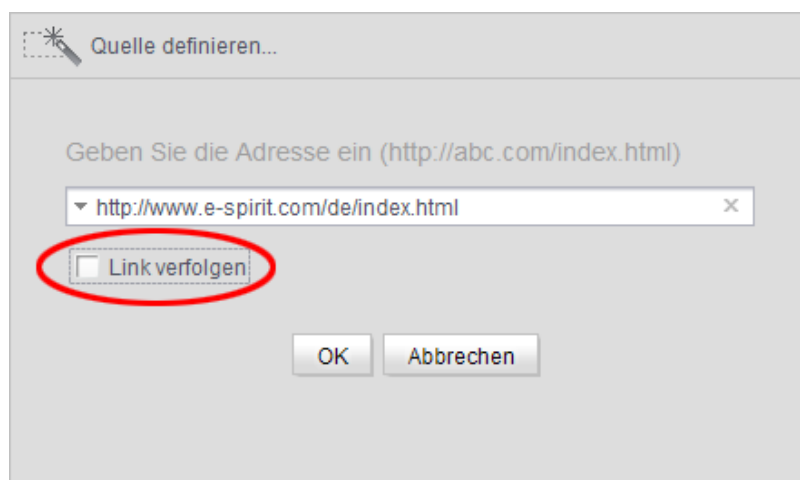 Quelle definieren...
Geben Sie die Adresse ein (http://abc.com/index.html)
http://www.e-spirit.com/de/index.html
Link verfolgen
OK Abbrechen